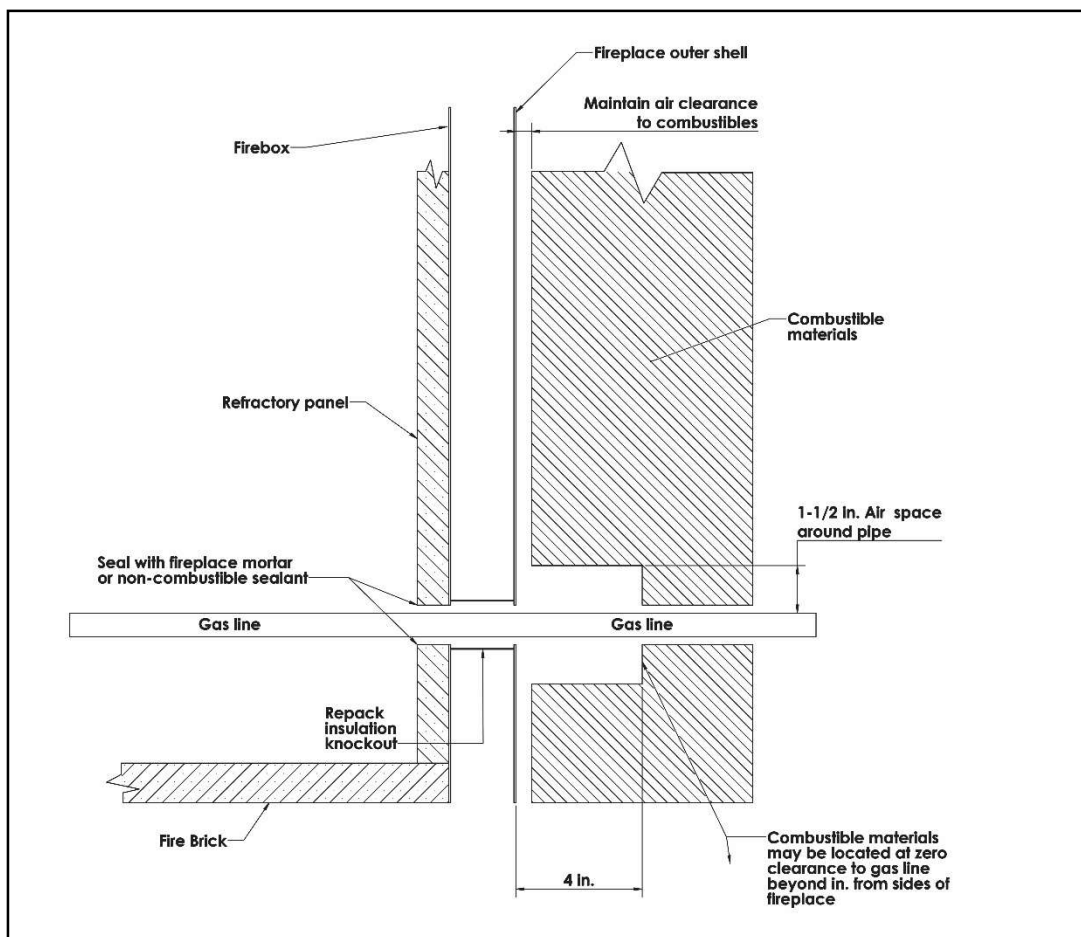 Fireplace outer shell
Maintain air clearance
to combustibles
Firebox
Combustible
materials
Refractory panel
1-1/2 in. Air space
around pipe
Seal with fireplace mortar
or non-combustible sealant
Gas line
Gas line
Repack
insulation
knockout
Fire Brick
4 in.
Combustible materials
may be located at zero
clearance to gas line
beyond in. from sides of
fireplace